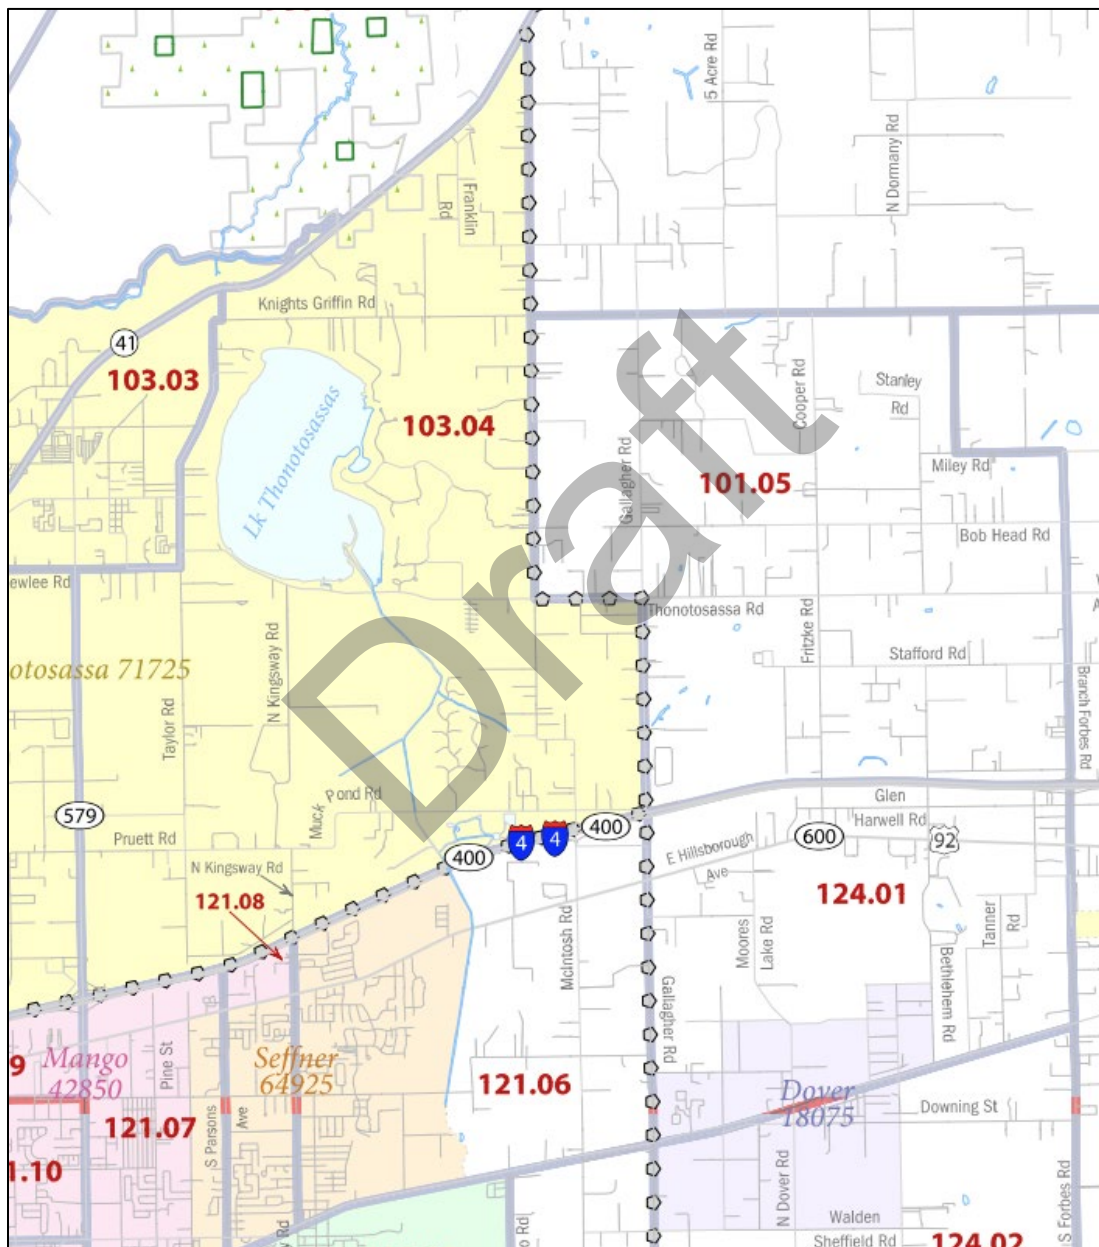 5 Acre Rd
N Dormany Rd
Franklin
Rd
Knights Griffin Rd
41
103.03
Lk Thonotosassas
103.04
Cooper Rd
Stanley
Rd
Gallagher Rd
101.05
Miley Rd
Bob Head Rd
ewlee Rd
Thonotosassa Rd
Draft
N Kingsway Rd
Fritzke Rd
Stafford Rd
otosassa 71725
Taylor Rd
Branch Forbes Rd
Muck
Pond Rd
579
Pruett Rd
400
4
4
400
Glen
Harwell Rd
600
92
E Hillsborough
Ave
N Kingsway Rd
121.08
124.01
McIntosh Rd
Moores
Lake Rd
Tanner
Rd
Bethlehem Rd
Gallagher Rd
9
Mango
42850
Pine St
Seffner
64925
121.06
Dover
18075
Downing St
121.07
S Parsons
Ave
1.10
N Dover Rd
S Forbes Rd
Walden
Sheffield Rd
124.02
o Rd
y Rd